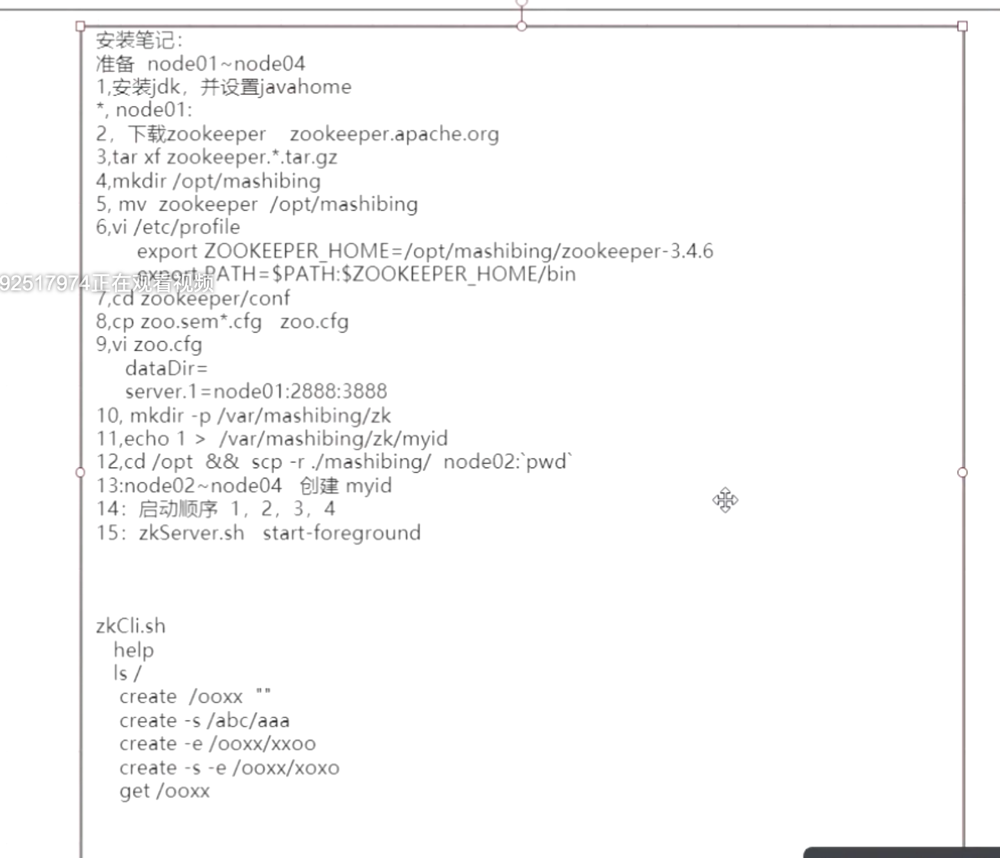 安装笔记：
准备  node01~node04
1,安装jdk，并设置javahome
*, node01:
2，下载zookeeper    zookeeper.apache.org
3,tar xf zookeeper.*.tar.gz
4,mkdir /opt/mashibing
5, mv  zookeeper  /opt/mashibing
6,vi /etc/profile
export ZOOKEEPER_HOME=/opt/mashibing/zookeeper-3.4.6
export PATH=$PATH:$ZOOKEEPER_HOME/bin
92517974正在观看视频
7,cd zookeeper/conf
8,cp zoo.sem*.cfg   zoo.cfg
9,vi zoo.cfg
dataDir=
server.1=node01:2888:3888
10, mkdir -p /var/mashibing/zk
11,echo 1 >  /var/mashibing/zk/myid
12,cd /opt  &&  scp -r ./mashibing/  node02:`pwd`
13:node02~node04   创建 myid
14：启动顺序  1，2，3，4
15：zkServer.sh   start-foreground
zkCli.sh
help
ls /
create  /ooxx  ""
create -s /abc/aaa
create -e /ooxx/xxoo
create -s -e /ooxx/xoxo
get /ooxx